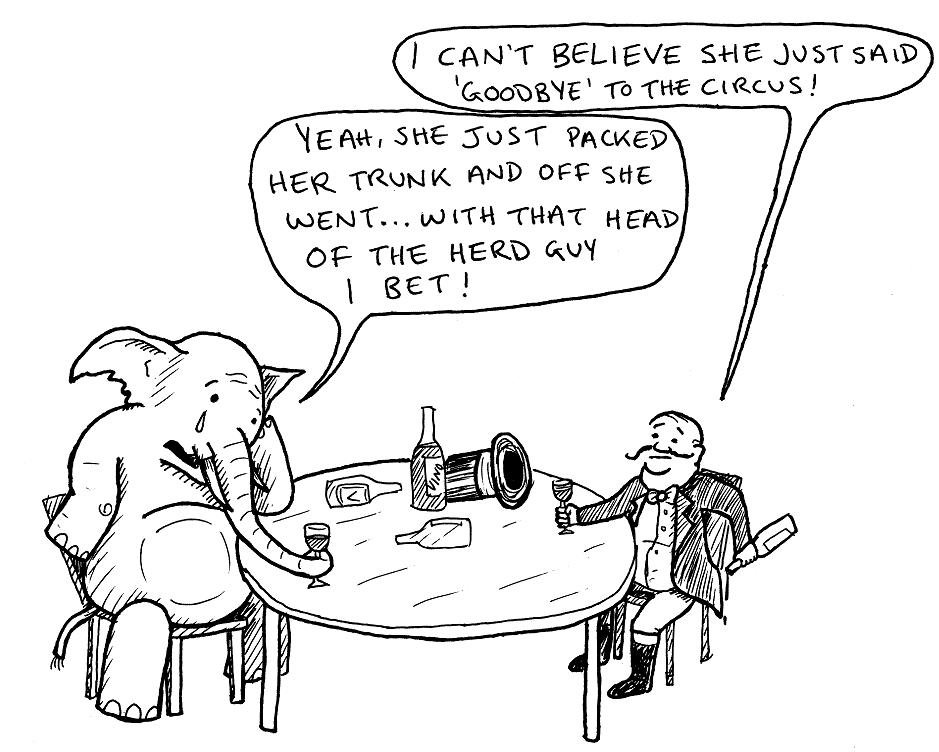 I CAN'T BELIEVE SHE JUST SAID
'GOODBYE' TO THE CIRCUS!
YEAH, SHE JUST PACKED
HER TRUNK AND OFF SHE
WENT... WITH THAT HEAD
OF THE HERD GUY
I BET!
VINO